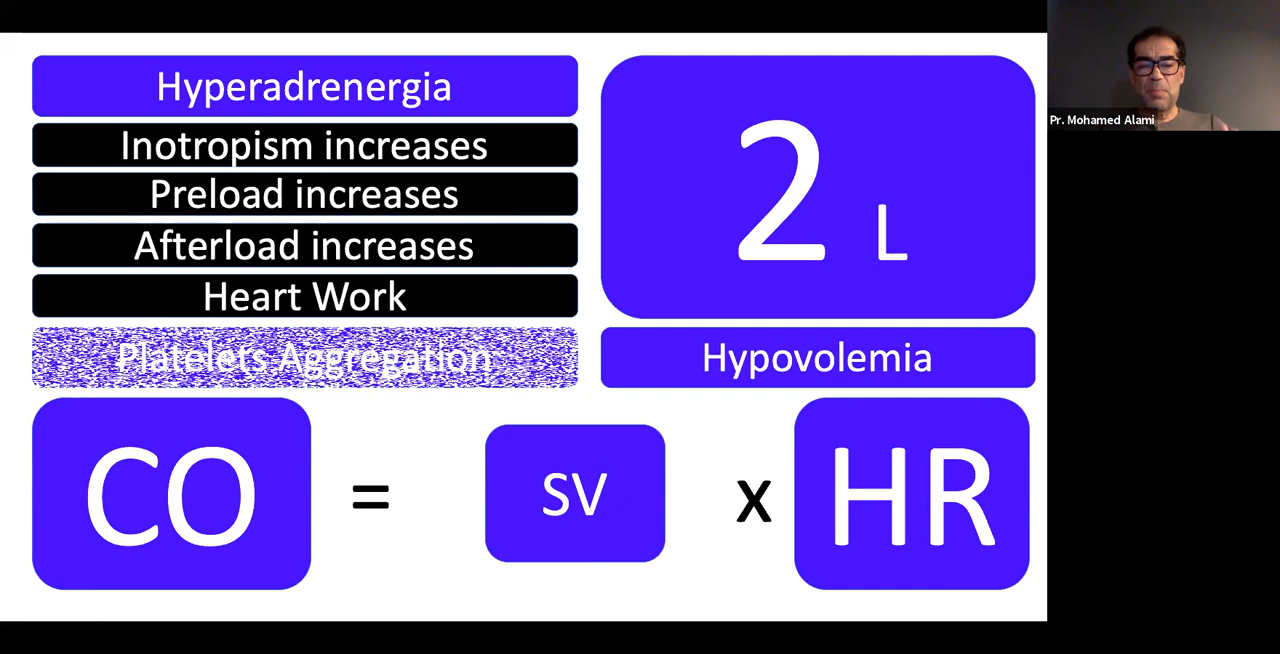 Hyperadrenergia
Inotropism increases
Preload increases
Afterload increases
Heart Work
Platelets Aggregation
2 L
Hypovolemia
CO = SV x HR
Pr. Mohamed Alami